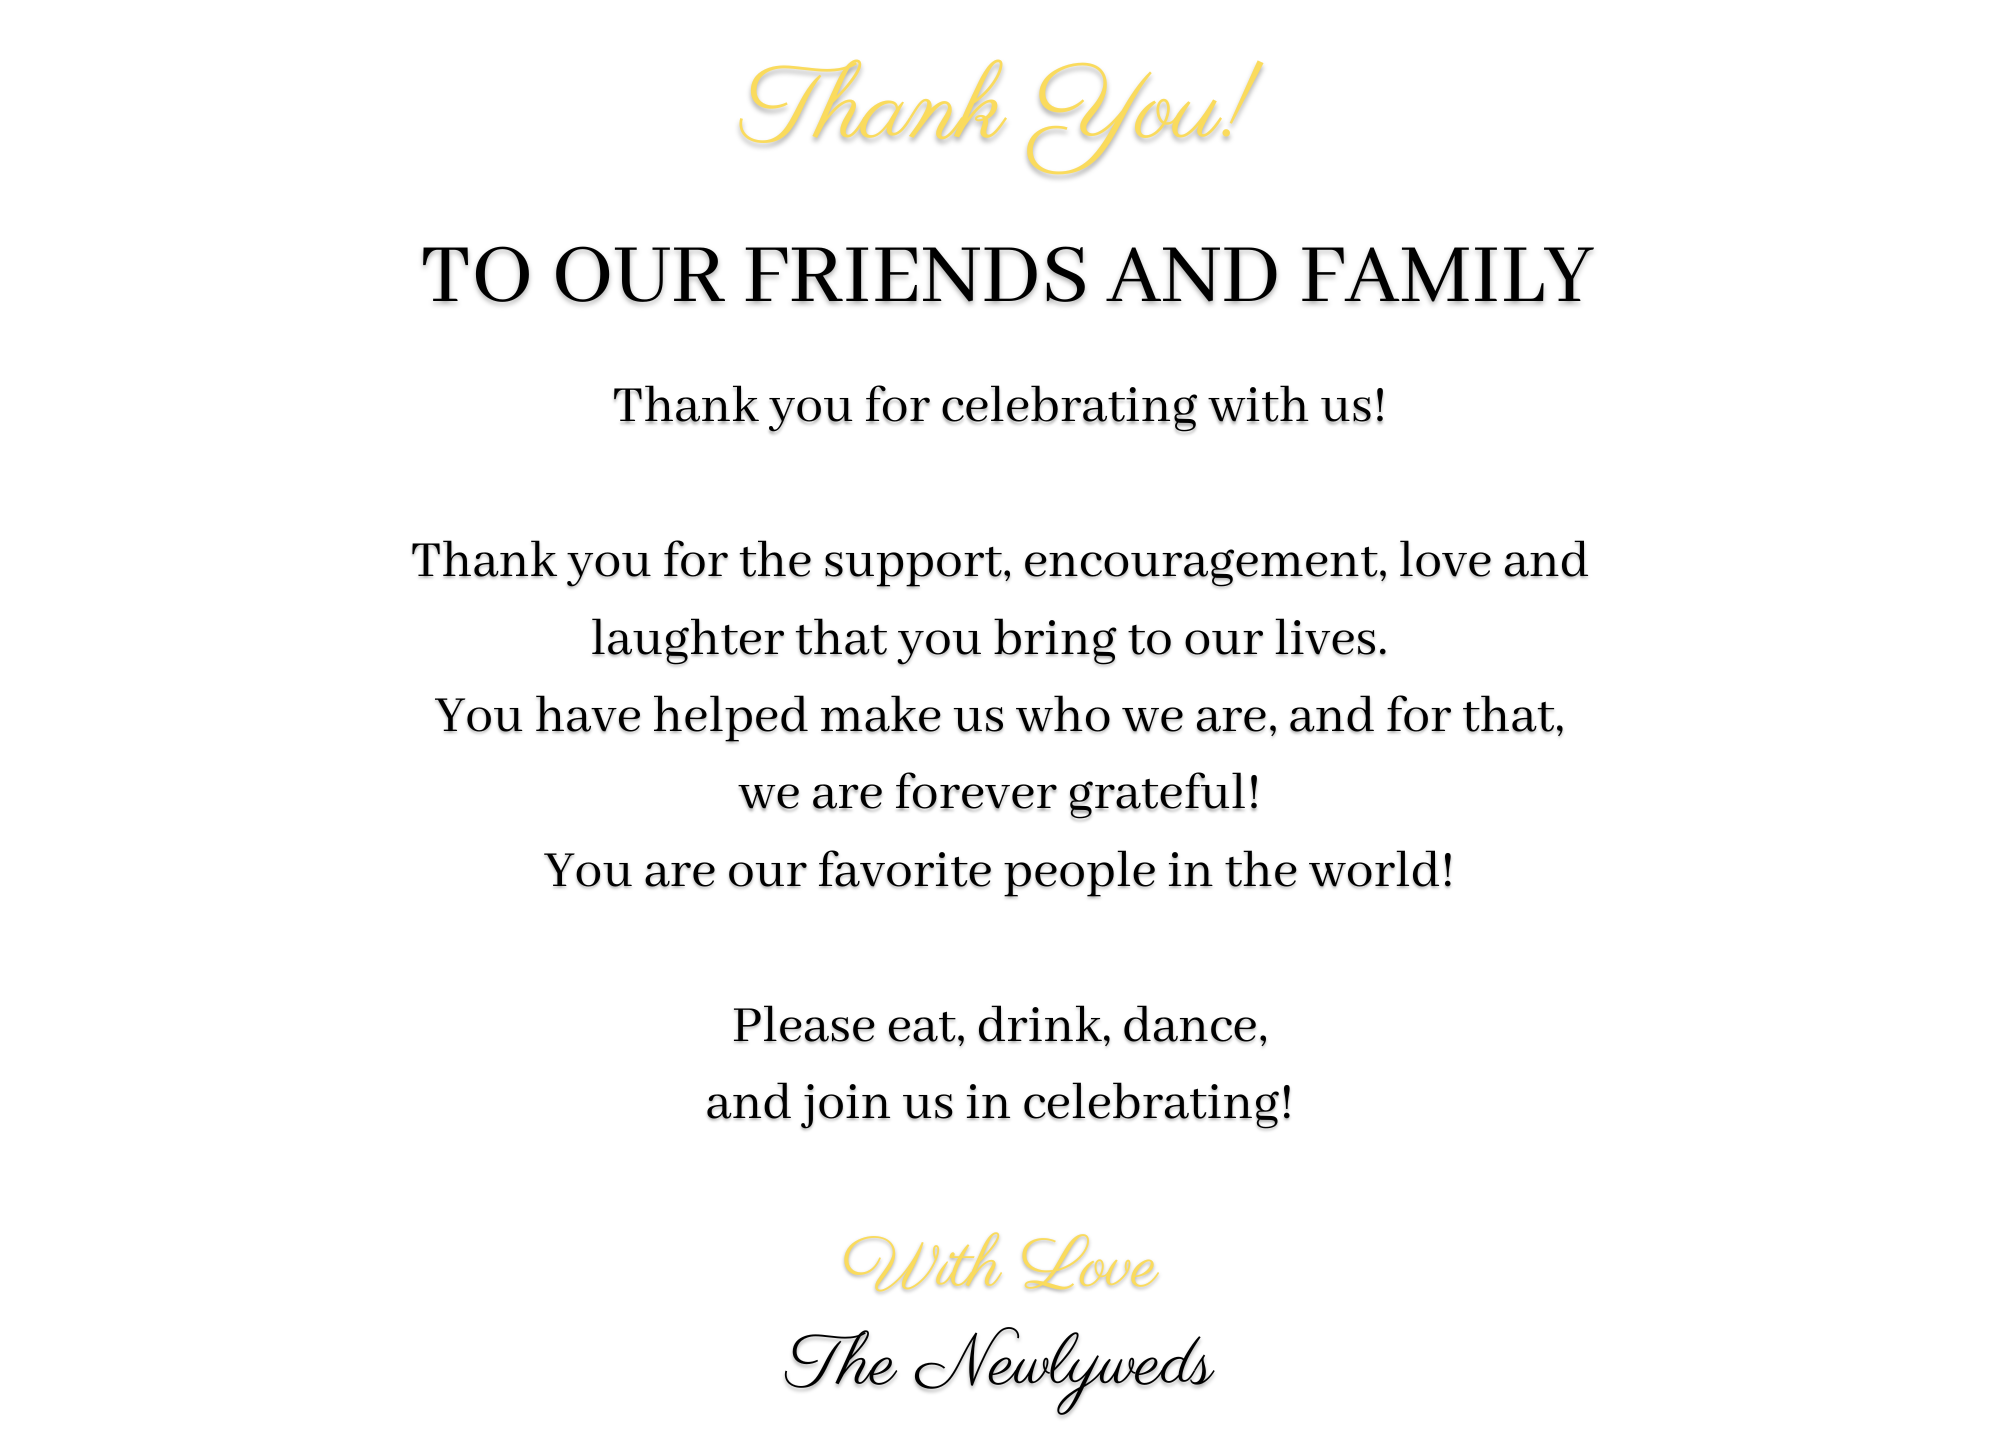 Thank You!
TO OUR FRIENDS AND FAMILY
Thank you for celebrating with us!
Thank you for the support, encouragement, love and
laughter that you bring to our lives.
You have helped make us who we are, and for that,
we are forever grateful!
You are our favorite people in the world!
Please eat, drink, dance,
and join us in celebrating!
With Love
The Newlyweds